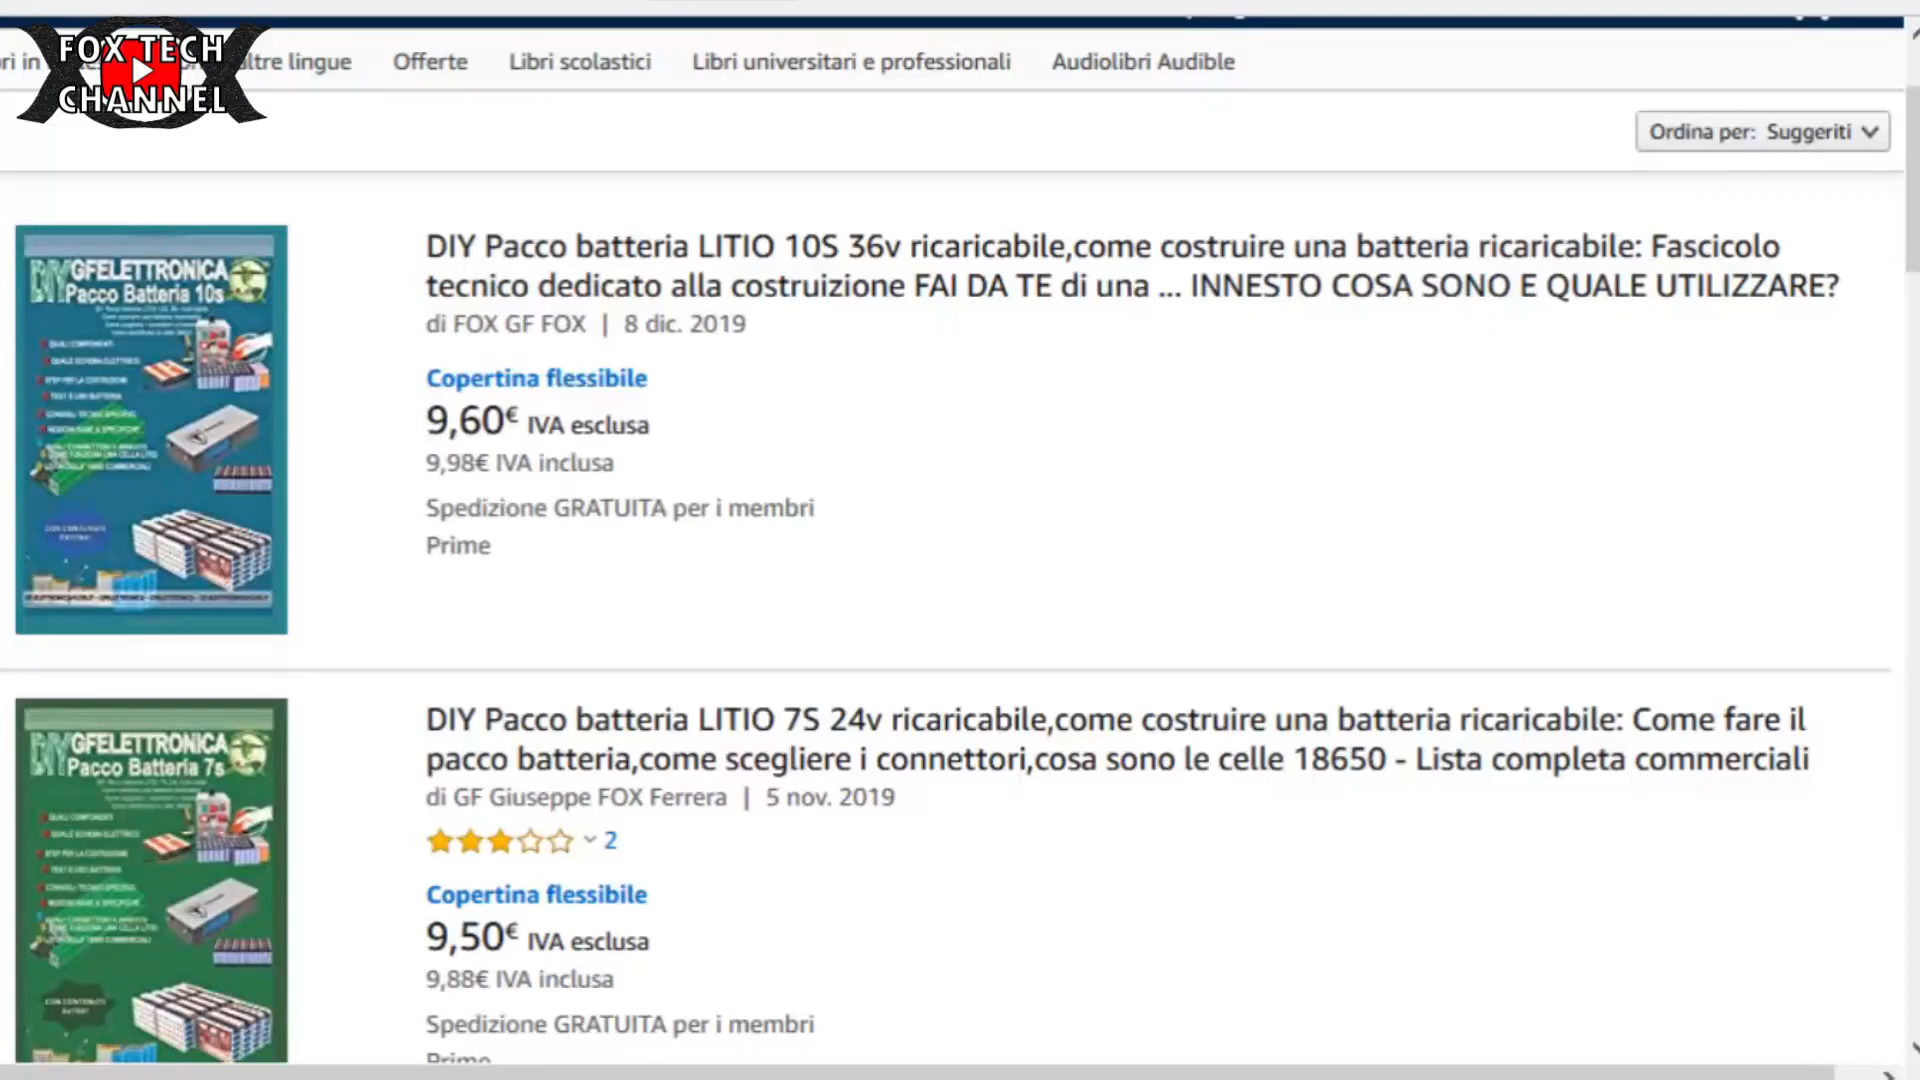 FOX TECH
CHANNEL
altre lingue
Offerte
Libri scolastici
Libri universitari e professionali
Audiolibri Audible
Ordina per: Suggeriti
DIY GFELETTRONICA
Pacco Batteria 10s
DIY Pacco batteria LITIO 10S 36v ricaricabile,come costruire una batteria ricaricabile: Fascicolo
tecnico dedicato alla costruizione FAI DA TE di una ... INNESTO COSA SONO E QUALE UTILIZZARE?
di FOX GF FOX | 8 dic. 2019
Copertina flessibile
9,60€ IVA esclusa
9,98€ IVA inclusa
Spedizione GRATUITA per i membri
Prime
DIY GFELETTRONICA
Pacco Batteria 7s
DIY Pacco batteria LITIO 7S 24v ricaricabile,come costruire una batteria ricaricabile: Come fare il
pacco batteria,come scegliere i connettori,cosa sono le celle 18650 - Lista completa commerciali
di GF Giuseppe FOX Ferrera | 5 nov. 2019
2
Copertina flessibile
9,50€ IVA esclusa
9,88€ IVA inclusa
Spedizione GRATUITA per i membri
Prime